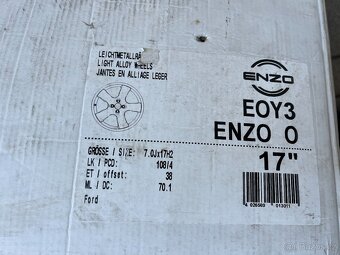 LEICHTMETALLRÄ
LIGHT ALLOY WHEELS
JANTES EN ALLIAGE LEGER
ENZO
EOY3
ENZO O
17"
GRÖSSE / SIZE: 7.0Jx17H2
LK / PCD: 108/4
ET / offset: 38
ML / DC: 70.1
Ford